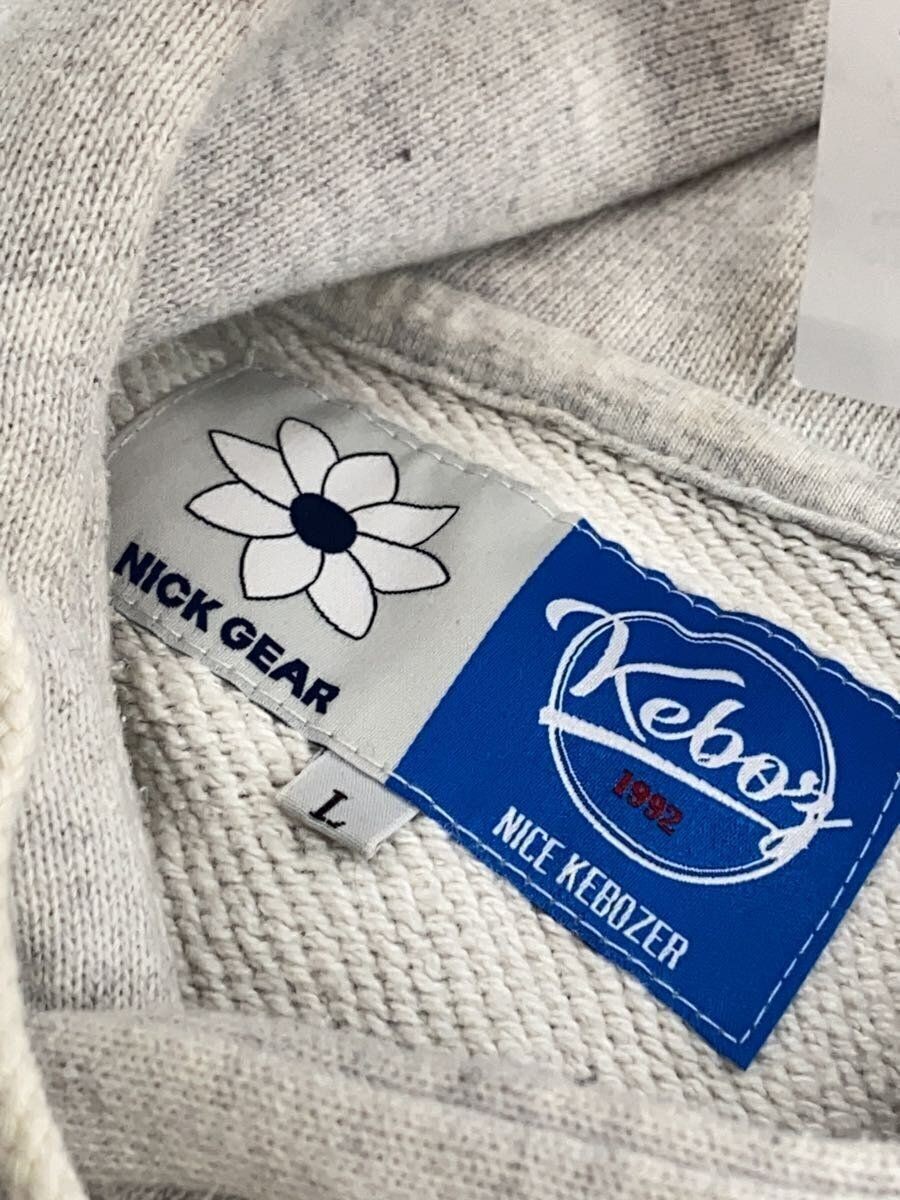 NICK GEAR
L
Keboz
1992
NICE KEBOZER